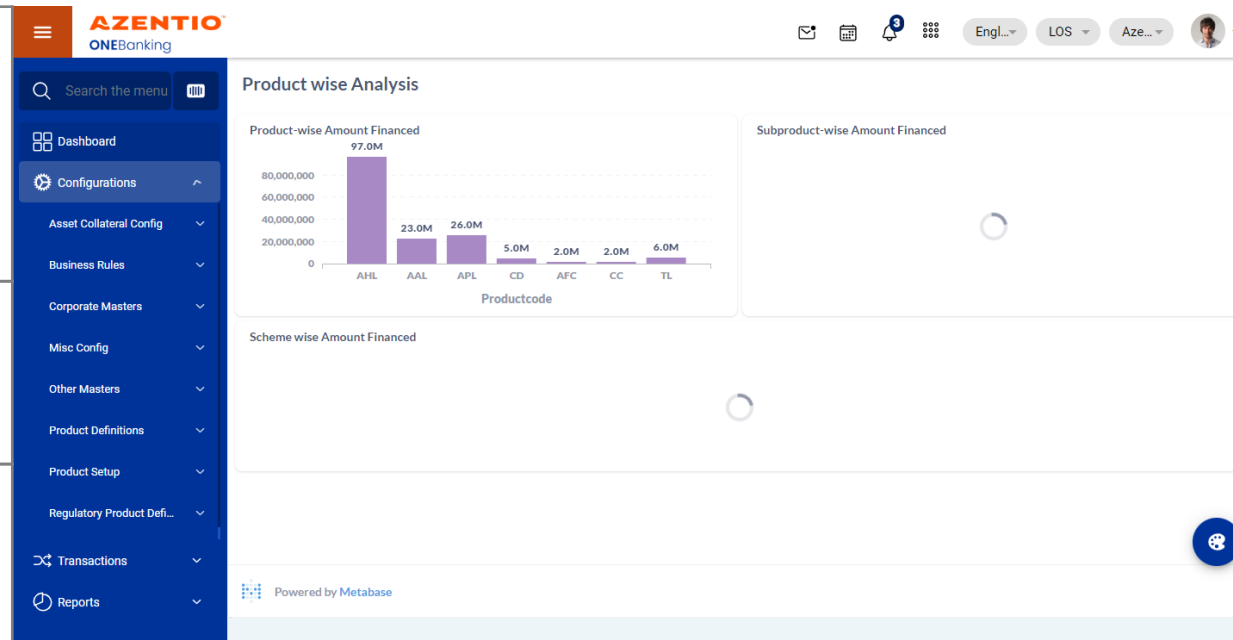 AZENTIO
ONEBanking
3
Engl...
LOS
Aze...
Search the menu
Dashboard
Configurations
Asset Collateral Config
Business Rules
Corporate Masters
Misc Config
Other Masters
Product Definitions
Product Setup
Regulatory Product Defi...
Transactions
Reports
Product wise Analysis
Product-wise Amount Financed
97.0M
80,000,000
60,000,000
40,000,000
20,000,000
0
23.0M
26.0M
5.0M
2.0M
2.0M
6.0M
AHL AAL APL CD AFC CC TL
Productcode
Subproduct-wise Amount Financed
Scheme wise Amount Financed
Powered by Metabase